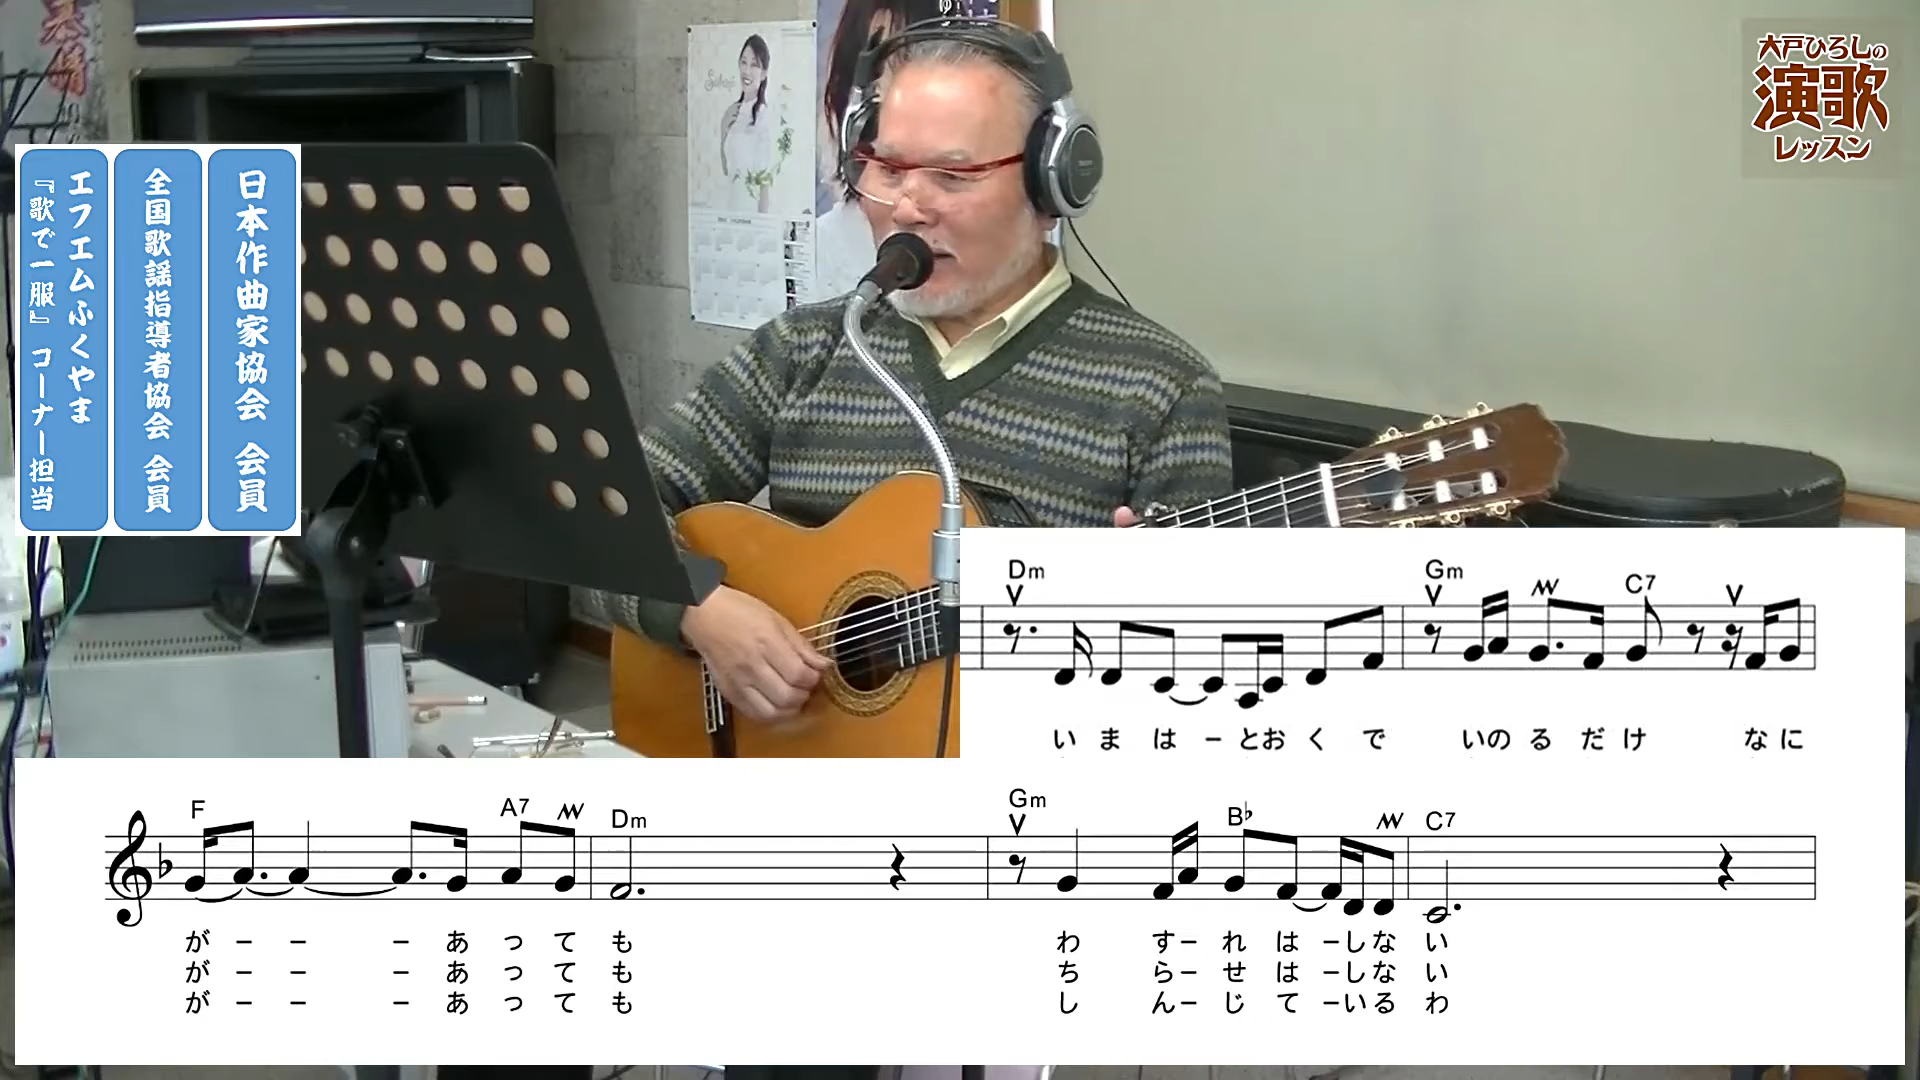 大戸ひろしの
演歌
レッスン
日本作曲家協会 会員
全国歌謡指導者協会 会員
エフエムふくやま
『歌で一服』 コーナー担当
Dm Gm C7
い ま は ー とお く で いの る だ け な に
F A7 Dm Gm B♭ C7
が ー ー ー あ っ て も わ す ー れ は ー し な い
が ー ー ー あ っ て も ち ら ー せ は ー し な い
が ー ー ー あ っ て も し ん ー じ て ー い る わ